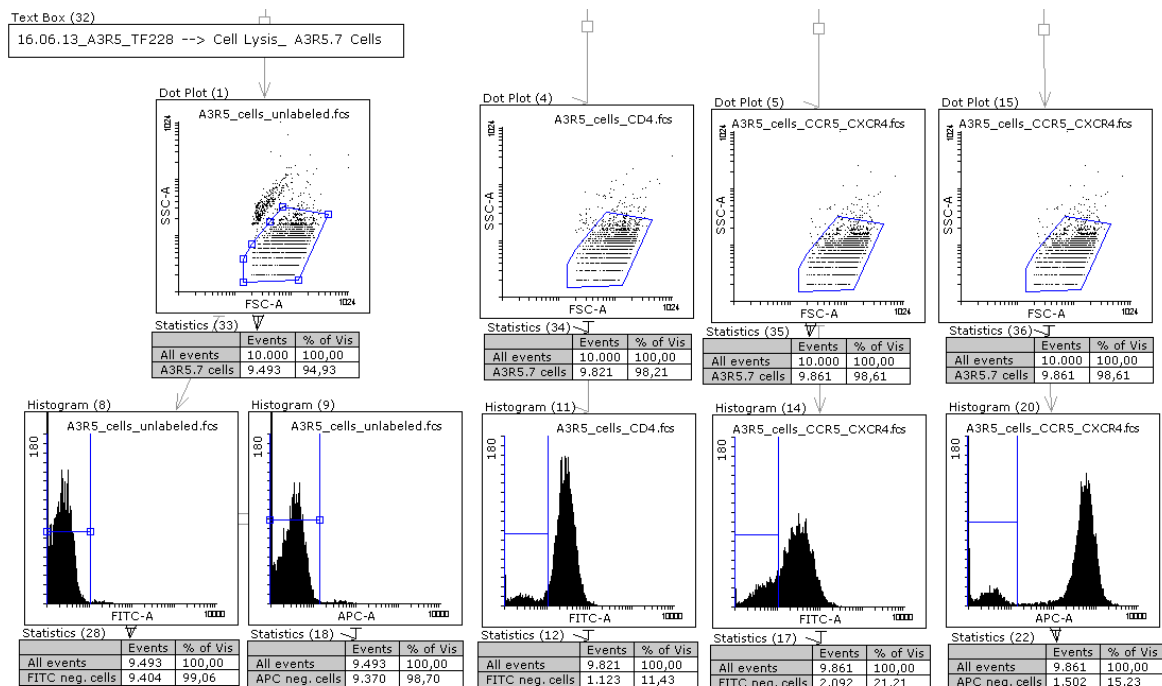 Text Box (32)
16.06.13_A3R5_TF228 --> Cell Lysis_ A3R5.7 Cells
Dot Plot (1)
A3R5_cells_unlabeled.fcs
1024
SSC-A
FSC-A
1024
Dot Plot (4)
A3R5_cells_CD4.fcs
1024
SSC-A
FSC-A
1024
Dot Plot (5)
A3R5_cells_CCR5_CXCR4.fcs
1024
SSC-A
FSC-A
1024
Dot Plot (15)
A3R5_cells_CCR5_CXCR4.fcs
1024
SSC-A
FSC-A
1024
Statistics (33)
Events % of Vis
All events 10.000 100,00
A3R5.7 cells 9.493 94,93
Statistics (34)
Events % of Vis
All events 10.000 100,00
A3R5.7 cells 9.821 98,21
Statistics (35)
Events % of Vis
All events 10.000 100,00
A3R5.7 cells 9.861 98,61
Statistics (36)
Events % of Vis
All events 10.000 100,00
A3R5.7 cells 9.861 98,61
Histogram (8)
A3R5_cells_unlabeled.fcs
180
FITC-A
10000
Histogram (9)
A3R5_cells_unlabeled.fcs
180
APC-A
10000
Histogram (11)
A3R5_cells_CD4.fcs
180
FITC-A
10000
Histogram (14)
A3R5_cells_CCR5_CXCR4.fcs
180
FITC-A
10000
Histogram (20)
A3R5_cells_CCR5_CXCR4.fcs
180
APC-A
10000
Statistics (28)
Events % of Vis
All events 9.493 100,00
FITC neg. cells 9.404 99,06
Statistics (18)
Events % of Vis
All events 9.493 100,00
APC neg. cells 9.370 98,70
Statistics (12)
Events % of Vis
All events 9.821 100,00
FITC neg. cells 1.123 11,43
Statistics (17)
Events % of Vis
All events 9.861 100,00
FITC neg. cells 2.092 21,21
Statistics (22)
Events % of Vis
All events 9.861 100,00
APC neg. cells 1.502 15,23